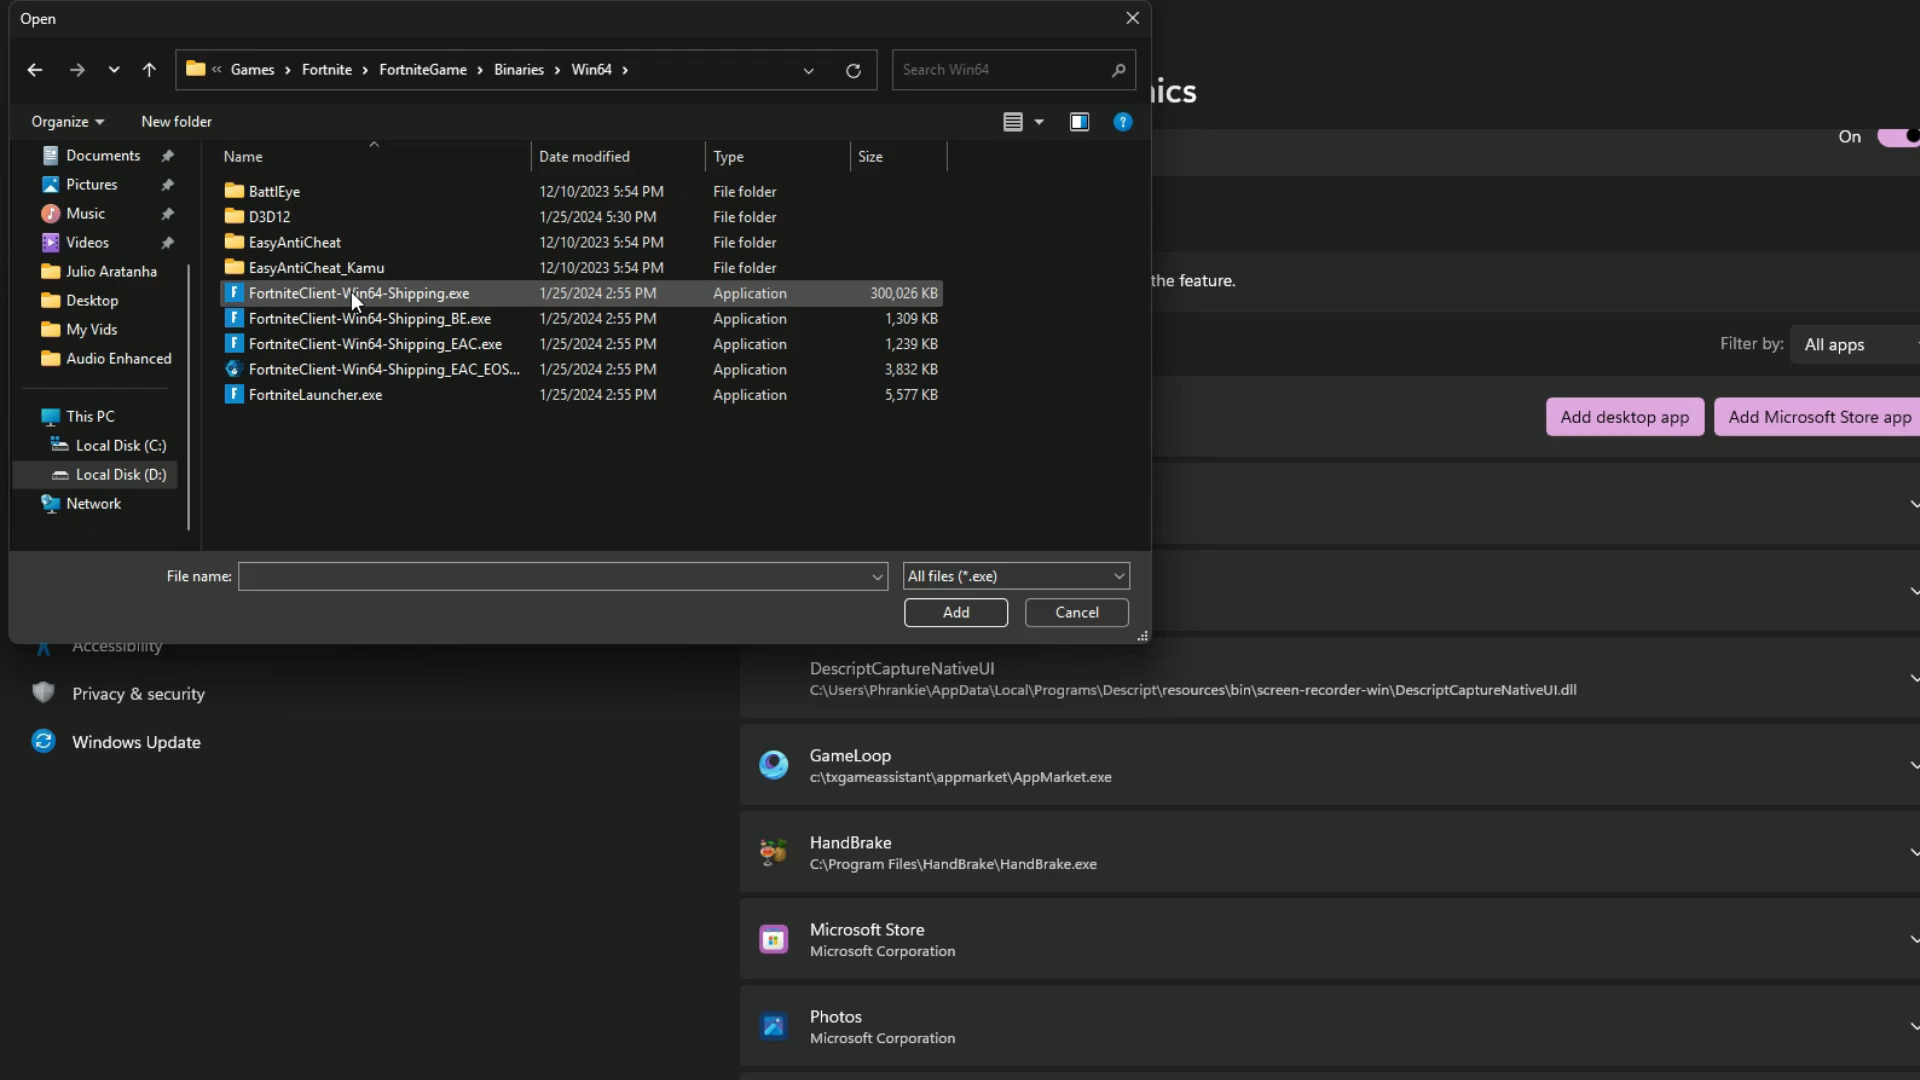 Open
« Games › Fortnite › FortniteGame › Binaries › Win64 ›
Search Win64
ics
Organize
New folder
On
Name
Date modified
Type
Size
Documents
Pictures
Music
Videos
Julio Aratanha
Desktop
My Vids
Audio Enhanced
This PC
Local Disk (C:)
Local Disk (D:)
Network
BattlEye 12/10/2023 5:54 PM File folder
D3D12 1/25/2024 5:30 PM File folder
EasyAntiCheat 12/10/2023 5:54 PM File folder
EasyAntiCheat_Kamu 12/10/2023 5:54 PM File folder
FortniteClient-Win64-Shipping.exe 1/25/2024 2:55 PM Application 300,026 KB
FortniteClient-Win64-Shipping_BE.exe 1/25/2024 2:55 PM Application 1,309 KB
FortniteClient-Win64-Shipping_EAC.exe 1/25/2024 2:55 PM Application 1,239 KB
FortniteClient-Win64-Shipping_EAC_EOS... 1/25/2024 2:55 PM Application 3,832 KB
FortniteLauncher.exe 1/25/2024 2:55 PM Application 5,577 KB
the feature.
Filter by: All apps
Add desktop app
Add Microsoft Store app
File name:
All files (*.exe)
Add
Cancel
Accessibility
Privacy & security
Windows Update
DescriptCaptureNativeUI
C:\Users\Phrankie\AppData\Local\Programs\Descript\resources\bin\screen-recorder-win\DescriptCaptureNativeUI.dll
GameLoop
c:\txgameassistant\appmarket\AppMarket.exe
HandBrake
C:\Program Files\HandBrake\HandBrake.exe
Microsoft Store
Microsoft Corporation
Photos
Microsoft Corporation